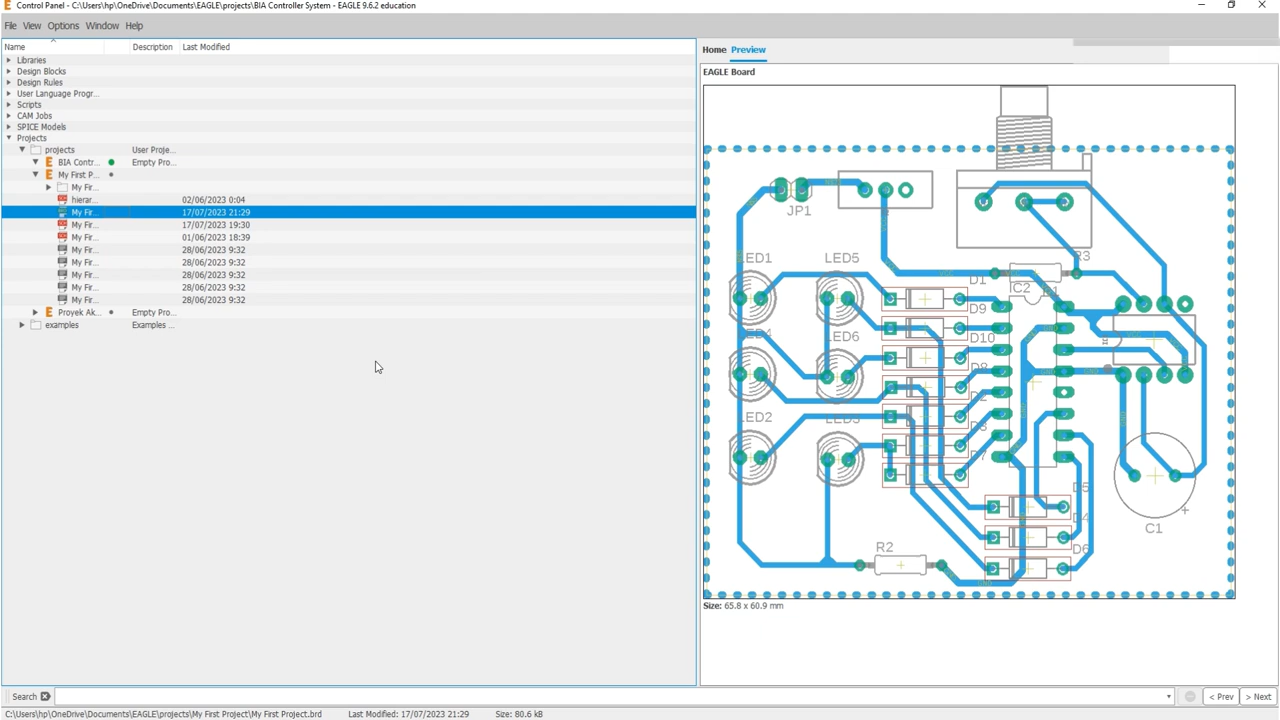 Control Panel - C:\Users\hp\OneDrive\Documents\EAGLE\projects\BIA Controller System - EAGLE 9.6.2 education
File View Options Window Help
Name Description Last Modified
Libraries
Design Blocks
Design Rules
User Language Progr...
Scripts
CAM Jobs
SPICE Models
Projects
projects User Proje...
BIA Contr... Empty Pro...
My First P...
My Fir...
hierar... 02/06/2023 0:04
My Fir... 17/07/2023 21:29
My Fir... 17/07/2023 19:30
My Fir... 01/06/2023 18:39
My Fir... 28/06/2023 9:32
My Fir... 28/06/2023 9:32
My Fir... 28/06/2023 9:32
My Fir... 28/06/2023 9:32
My Fir... 28/06/2023 9:32
Proyek Ak... Empty Pro...
examples Examples ...
Home Preview
EAGLE Board
JP1
R3
LED1 LED5
D1
IC2
D9
LED4 LED6
D10
D8
D2
LED2 LED3
D3
D7
D5
D4
C1
+
R2
D6
Size: 65.8 x 60.9 mm
Search
< Prev > Next
C:\Users\hp\OneDrive\Documents\EAGLE\projects\My First Project\My First Project.brd Last Modified: 17/07/2023 21:29 Size: 80.6 kB